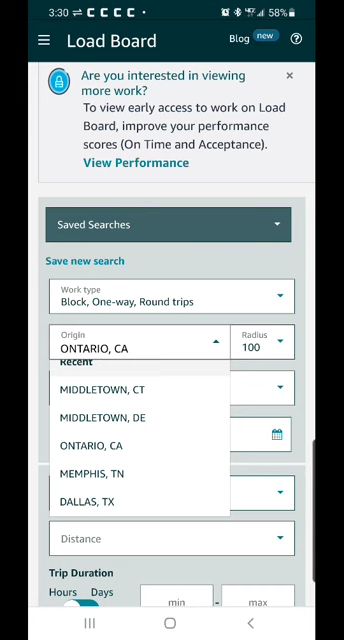 3:30
58%
Load Board
Blog
new
Are you interested in viewing
more work?
To view early access to work on Load
Board, improve your performance
scores (On Time and Acceptance).
View Performance
Saved Searches
Save new search
Work type
Block, One-way, Round trips
Origin
ONTARIO, CA
Radius
100
Recent
MIDDLETOWN, CT
MIDDLETOWN, DE
ONTARIO, CA
MEMPHIS, TN
DALLAS, TX
Distance
Trip Duration
Hours Days
min - max